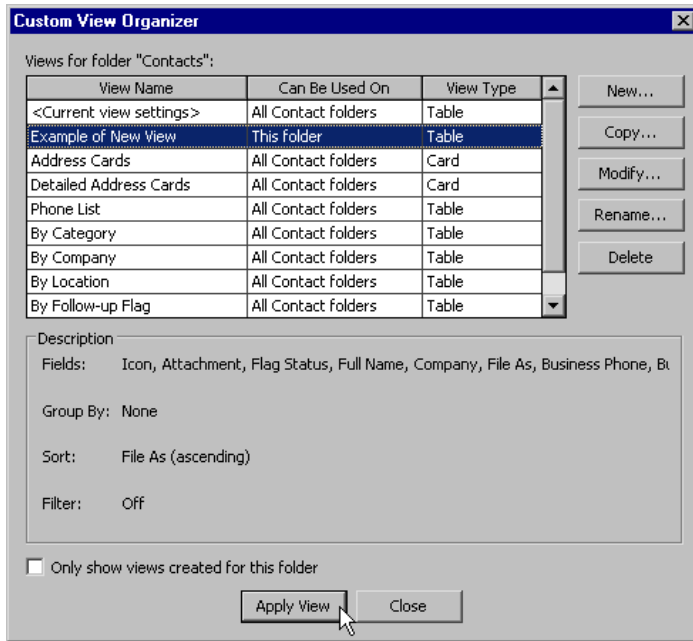 Custom View Organizer
Views for folder "Contacts":
View Name Can Be Used On View Type
<Current view settings> All Contact folders Table
Example of New View This folder Table
Address Cards All Contact folders Card
Detailed Address Cards All Contact folders Card
Phone List All Contact folders Table
By Category All Contact folders Table
By Company All Contact folders Table
By Location All Contact folders Table
By Follow-up Flag All Contact folders Table
New...
Copy...
Modify...
Rename...
Delete
Description
Fields: Icon, Attachment, Flag Status, Full Name, Company, File As, Business Phone, Bu
Group By: None
Sort: File As (ascending)
Filter: Off
Only show views created for this folder
Apply View Close